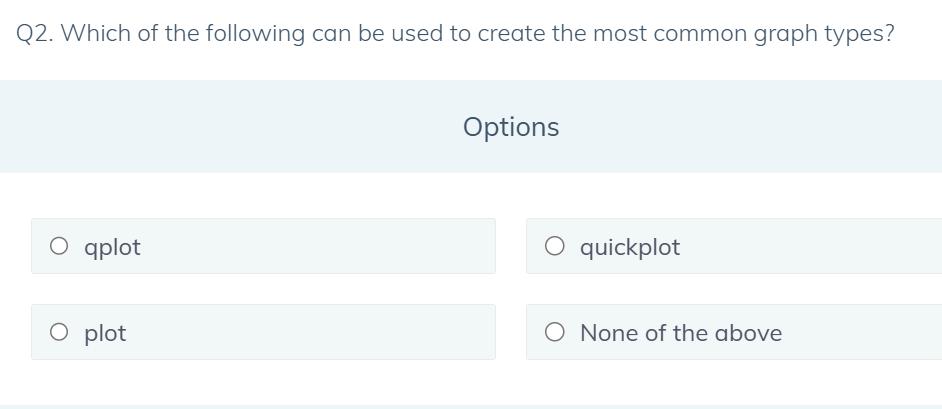 Q2. Which of the following can be used to create the most common graph types?
Options
qplot
quickplot
plot
None of the above